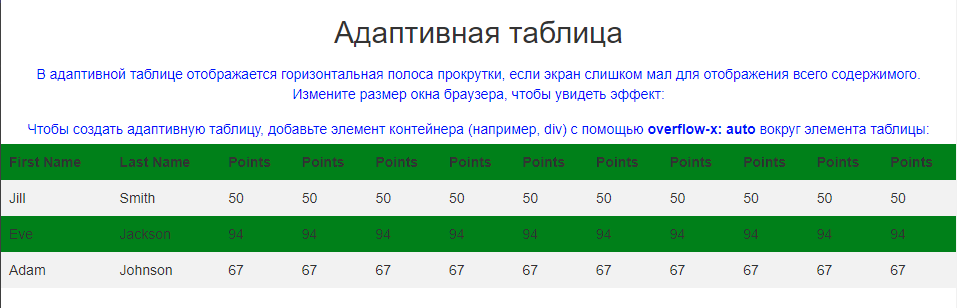 Адаптивная таблица
В адаптивной таблице отображается горизонтальная полоса прокрутки, если экран слишком мал для отображения всего содержимого.
Измените размер окна браузера, чтобы увидеть эффект:
Чтобы создать адаптивную таблицу, добавьте элемент контейнера (например, div) с помощью overflow-x: auto вокруг элемента таблицы:
First Name Last Name Points Points Points Points Points Points Points Points Points Points
Jill Smith 50 50 50 50 50 50 50 50 50 50
Eve Jackson 94 94 94 94 94 94 94 94 94 94
Adam Johnson 67 67 67 67 67 67 67 67 67 67